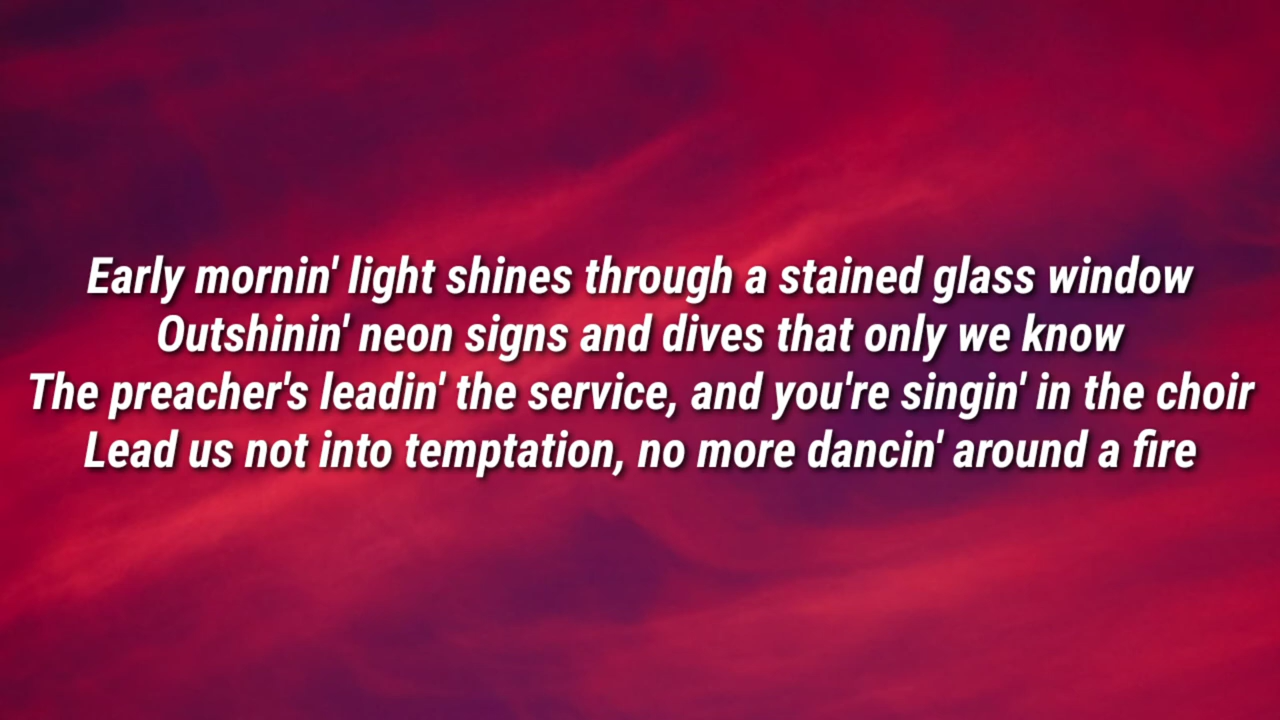 Early mornin' light shines through a stained glass window
Outshinin' neon signs and dives that only we know
The preacher's leadin' the service, and you're singin' in the choir
Lead us not into temptation, no more dancin' around a fire